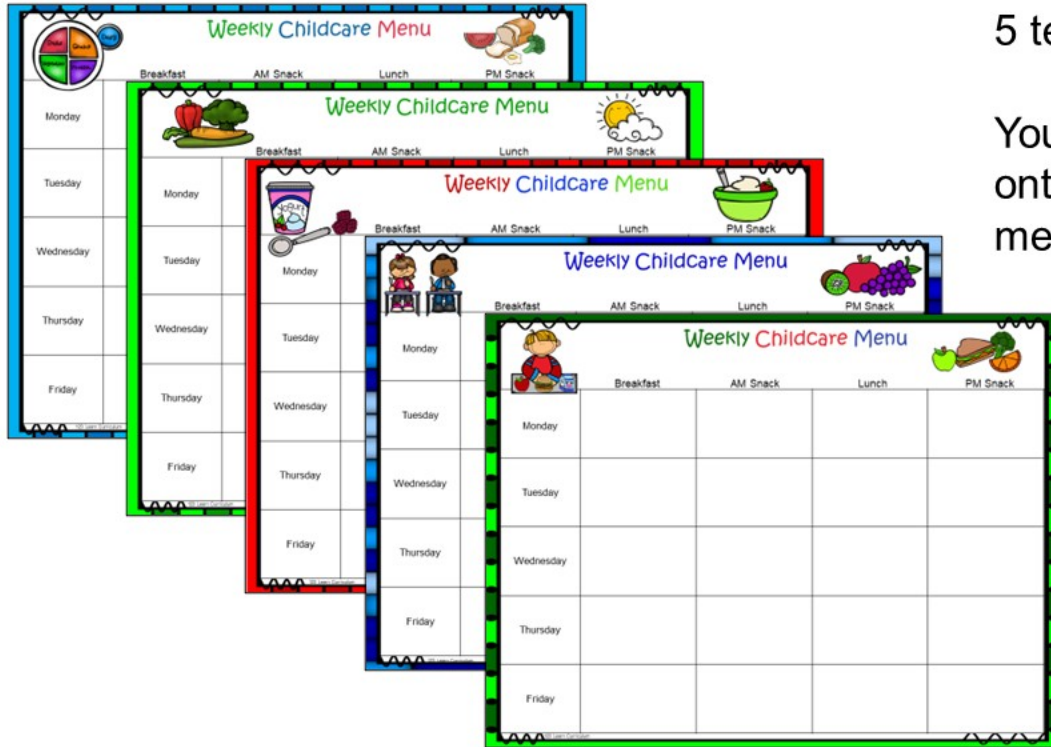 Weekly Childcare Menu
Breakfast AM Snack Lunch PM Snack
Monday
Tuesday
Wednesday
Thursday
Friday
Weekly Childcare Menu
Breakfast AM Snack Lunch PM Snack
Monday
Tuesday
Wednesday
Thursday
Friday
Weekly Childcare Menu
Yogurt
Breakfast AM Snack Lunch PM Snack
Monday
Tuesday
Wednesday
Thursday
Friday
Weekly Childcare Menu
Breakfast AM Snack Lunch PM Snack
Monday
Tuesday
Wednesday
Thursday
Friday
Weekly Childcare Menu
Breakfast AM Snack Lunch PM Snack
Monday
Tuesday
Wednesday
Thursday
Friday
5 te
You
ont
me